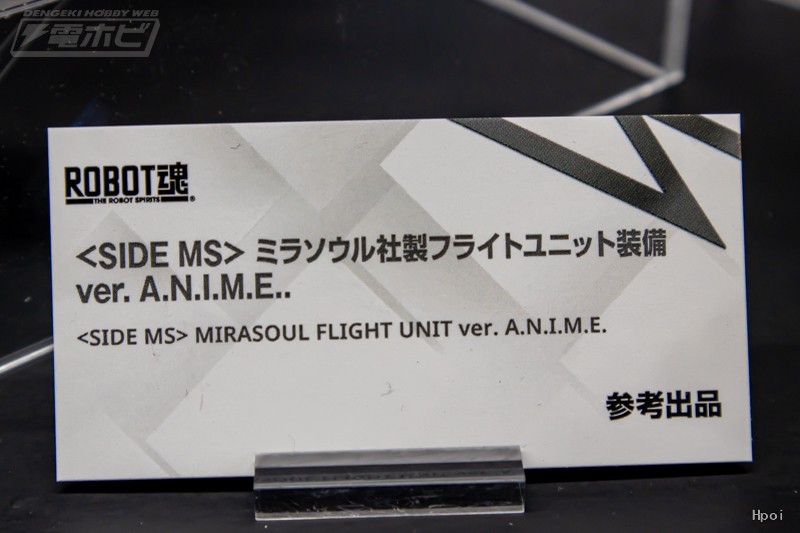 DENGEKI HOBBY WEB
電ホビ
ROBOT魂
THE ROBOT SPIRITS®
<SIDE MS> ミラソウル社製フライトユニット装備
ver. A.N.I.M.E..
<SIDE MS> MIRASOUL FLIGHT UNIT ver. A.N.I.M.E.
参考出品
Hpoi